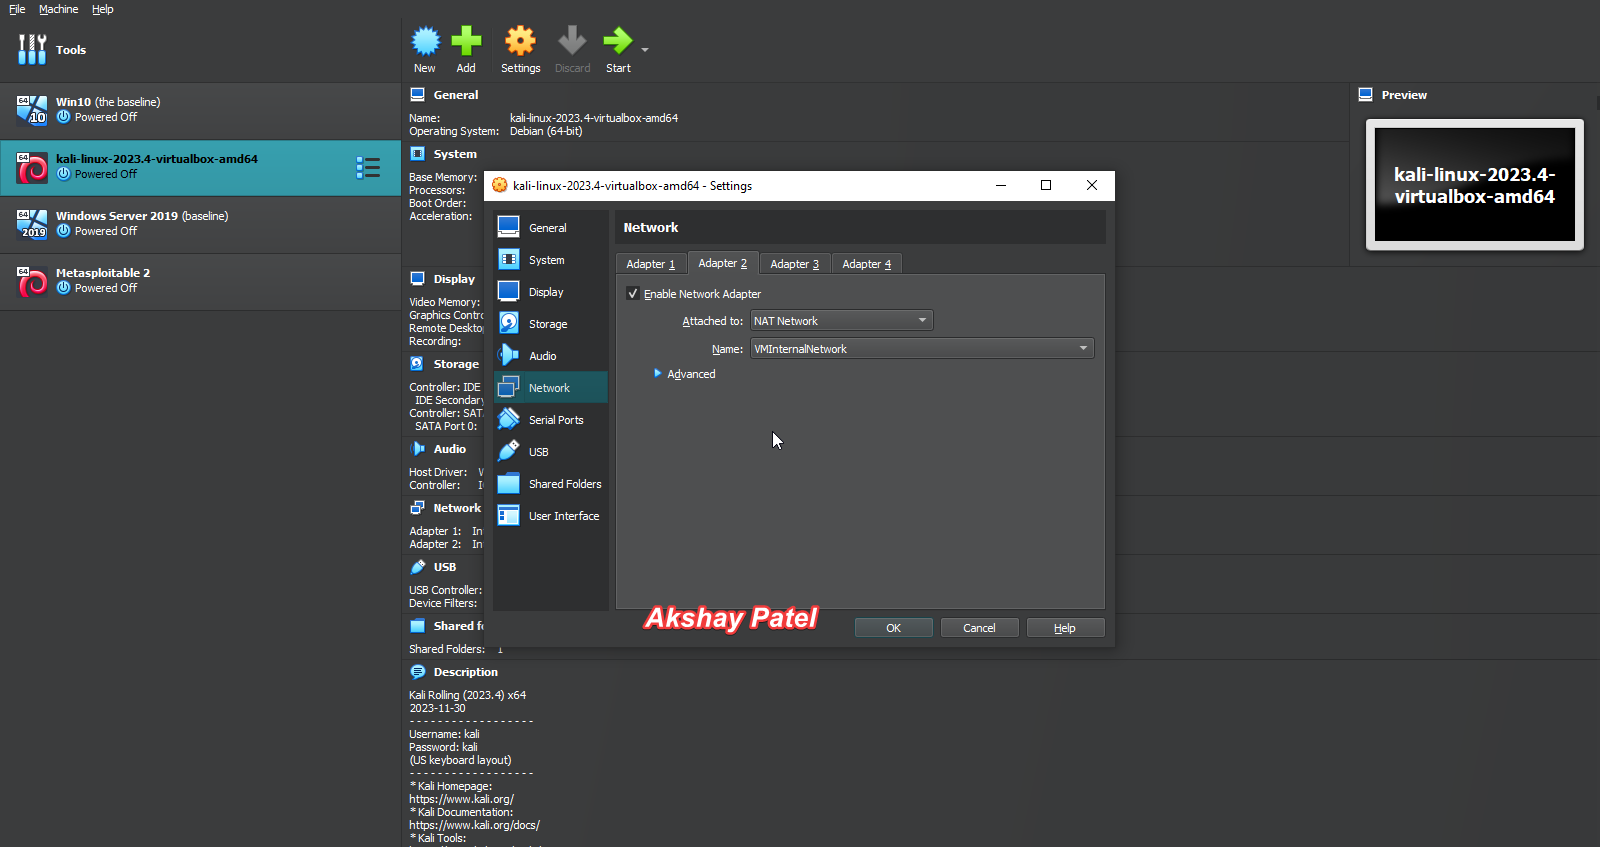 File Machine Help
Tools
New Add Settings Discard Start
64 10 Win10 (the baseline)
Powered Off
64 kali-linux-2023.4-virtualbox-amd64
Powered Off
64 2019 Windows Server 2019 (baseline)
Powered Off
64 Metasploitable 2
Powered Off
General
Name: kali-linux-2023.4-virtualbox-amd64
Operating System: Debian (64-bit)
System
Base Memory:
Processors:
Boot Order:
Acceleration:
Display
Video Memory:
Graphics Contro
Remote Deskto
Recording:
Storage
Controller: IDE
IDE Secondary
Controller: SAT
SATA Port 0:
Audio
Host Driver:
Controller:
Network
Adapter 1: In
Adapter 2: In
USB
USB Controller:
Device Filters:
Shared fo
Shared Folders: 1
Description
Kali Rolling (2023.4) x64
2023-11-30
- - - - - - - - - - - - - - - - - -
Username: kali
Password: kali
(US keyboard layout)
- - - - - - - - - - - - - - - - - -
* Kali Homepage:
https://www.kali.org/
* Kali Documentation:
https://www.kali.org/docs/
* Kali Tools:
Preview
kali-linux-2023.4-
virtualbox-amd64
kali-linux-2023.4-virtualbox-amd64 - Settings
General
System
Display
Storage
Audio
Network
Serial Ports
USB
Shared Folders
User Interface
Network
Adapter 1 Adapter 2 Adapter 3 Adapter 4
Enable Network Adapter
Attached to: NAT Network
Name: VMInternalNetwork
Advanced
Akshay Patel
OK Cancel Help